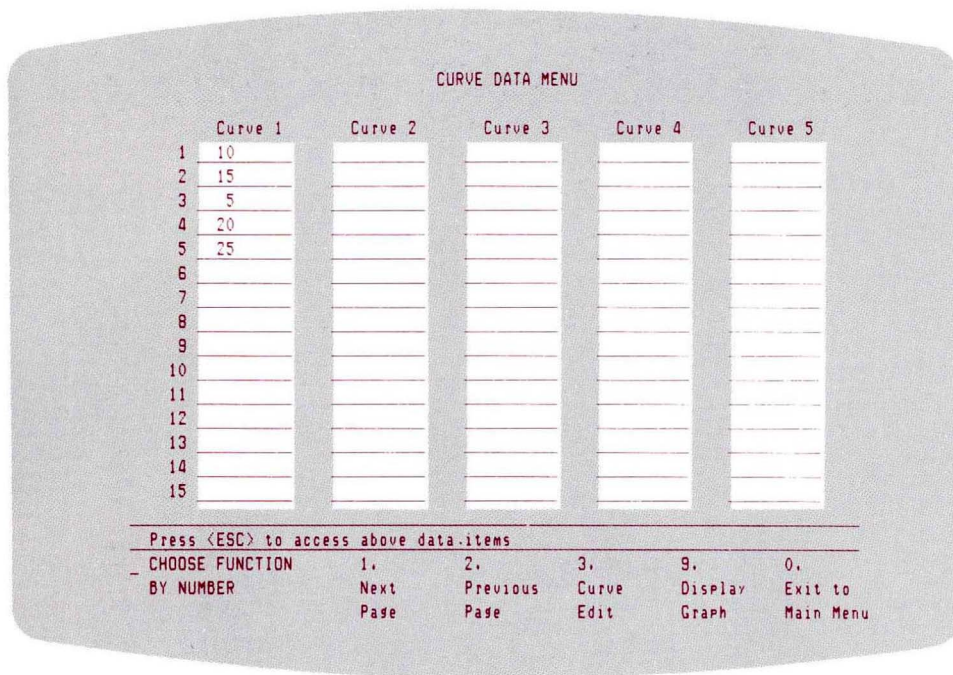 CURVE DATA MENU
Curve 1 Curve 2 Curve 3 Curve 4 Curve 5
1 10
2 15
3 5
4 20
5 25
6
7
8
9
10
11
12
13
14
15
Press <ESC> to access above data items
_ CHOOSE FUNCTION 1. 2. 3. 9. 0.
BY NUMBER Next Previous Curve Display Exit to
Page Page Edit Graph Main Menu